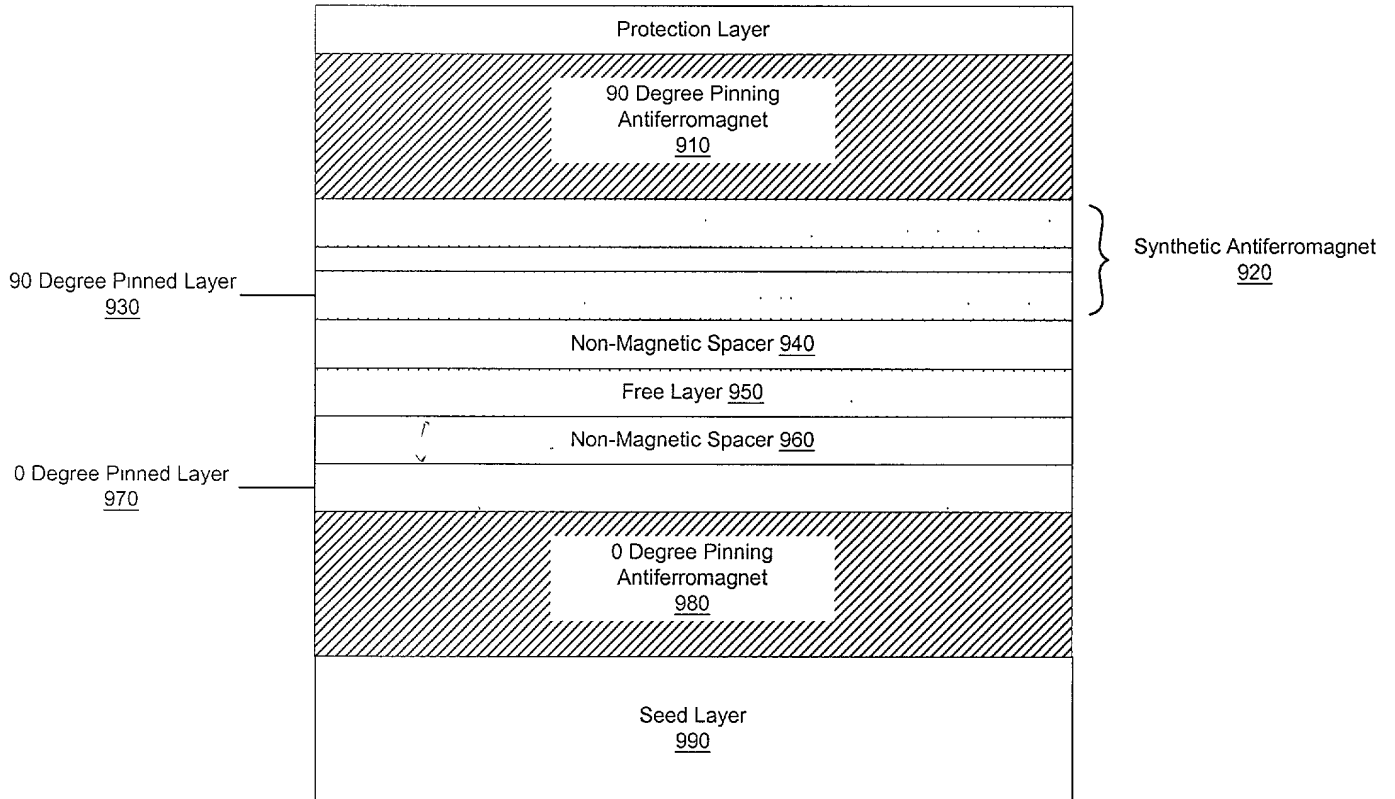 Protection Layer
90 Degree Pinning
Antiferromagnet
910
Synthetic Antiferromagnet
920
90 Degree Pinned Layer
930
Non-Magnetic Spacer 940
Free Layer 950
Non-Magnetic Spacer 960
0 Degree Pinned Layer
970
0 Degree Pinning
Antiferromagnet
980
Seed Layer
990